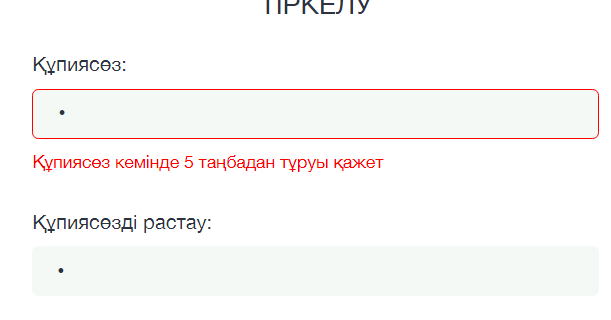 ТІРКЕЛУ
Құпиясөз:
•
Құпиясөз кемінде 5 таңбадан тұруы қажет
Құпиясөзді растау:
•